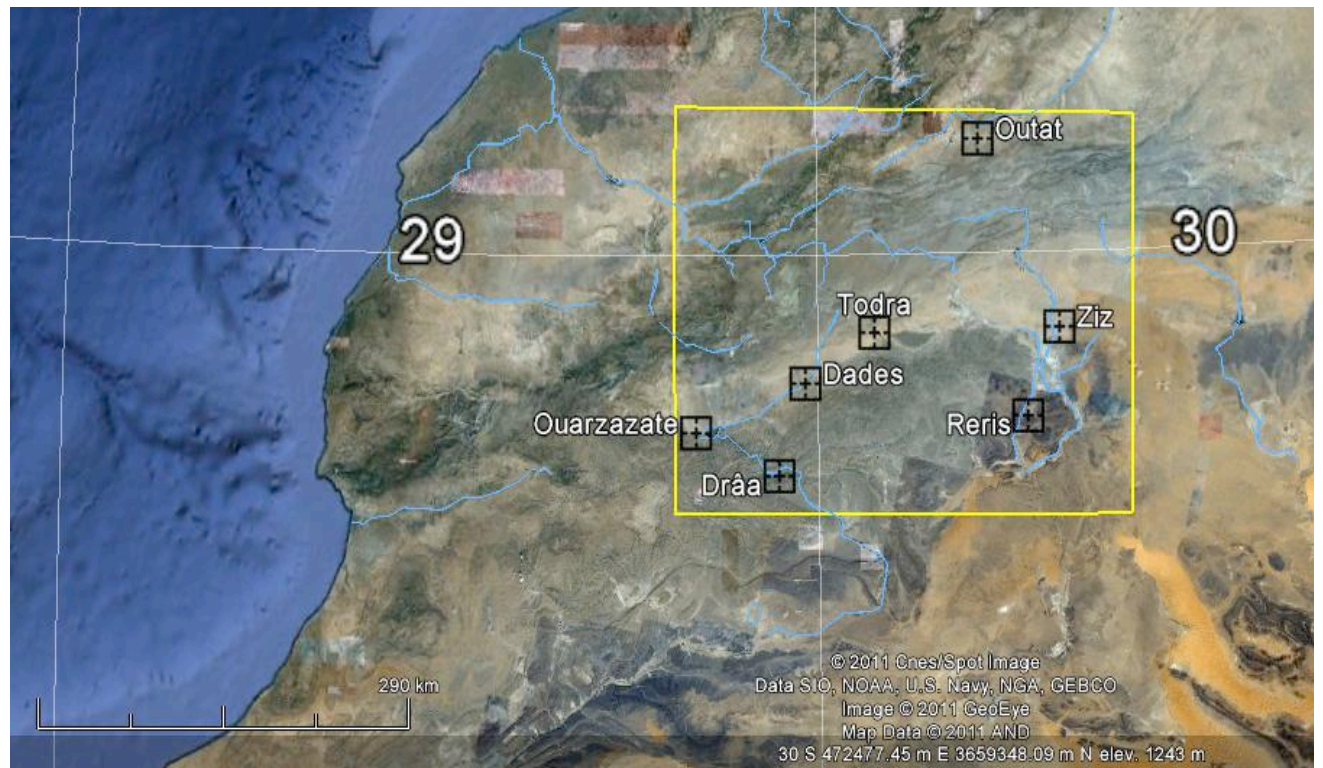 Outat
29
30
Todra
Ziz
Dades
Ouarzazate
Reris
Drâa
© 2011 Cnes/Spot Image
290 km
Data SIO, NOAA, U.S. Navy, NGA, GEBCO
Image © 2011 GeoEye
Map Data © 2011 AND
30 S 472477.45 m E 3659348.09 m N elev. 1243 m